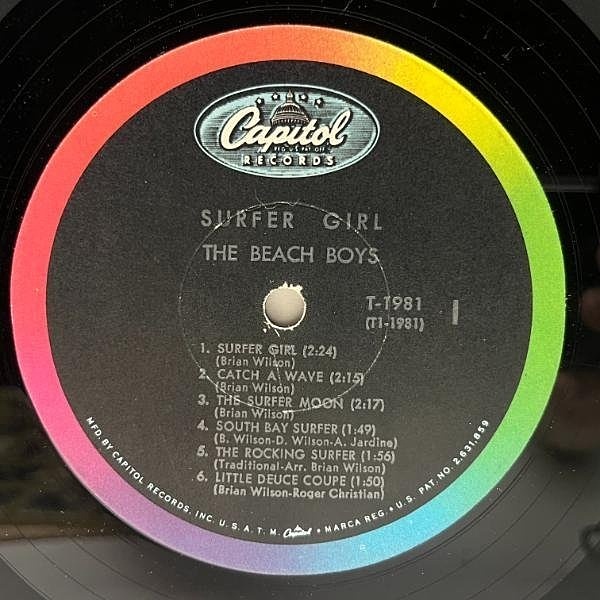 Capitol
REG. U.S. PAT. OFF.
RECORDS
SURFER GIRL
THE BEACH BOYS
T-1981 1
(T1-1981)
1. SURFER GIRL (2:24)
(Brian Wilson)
2. CATCH A WAVE (2:15)
(Brian Wilson)
3. THE SURFER MOON (2:17)
(Brian Wilson)
4. SOUTH BAY SURFER (1:49)
(B. Wilson-D. Wilson-A. Jardine)
5. THE ROCKING SURFER (1:56)
(Traditional-Arr. Brian Wilson)
6. LITTLE DEUCE COUPE (1:50)
(Brian Wilson-Roger Christian)
MFD. BY CAPITOL RECORDS, INC. U.S.A. T.M. Capitol MARCA REG. • U.S. PAT. NO. 2,631,859